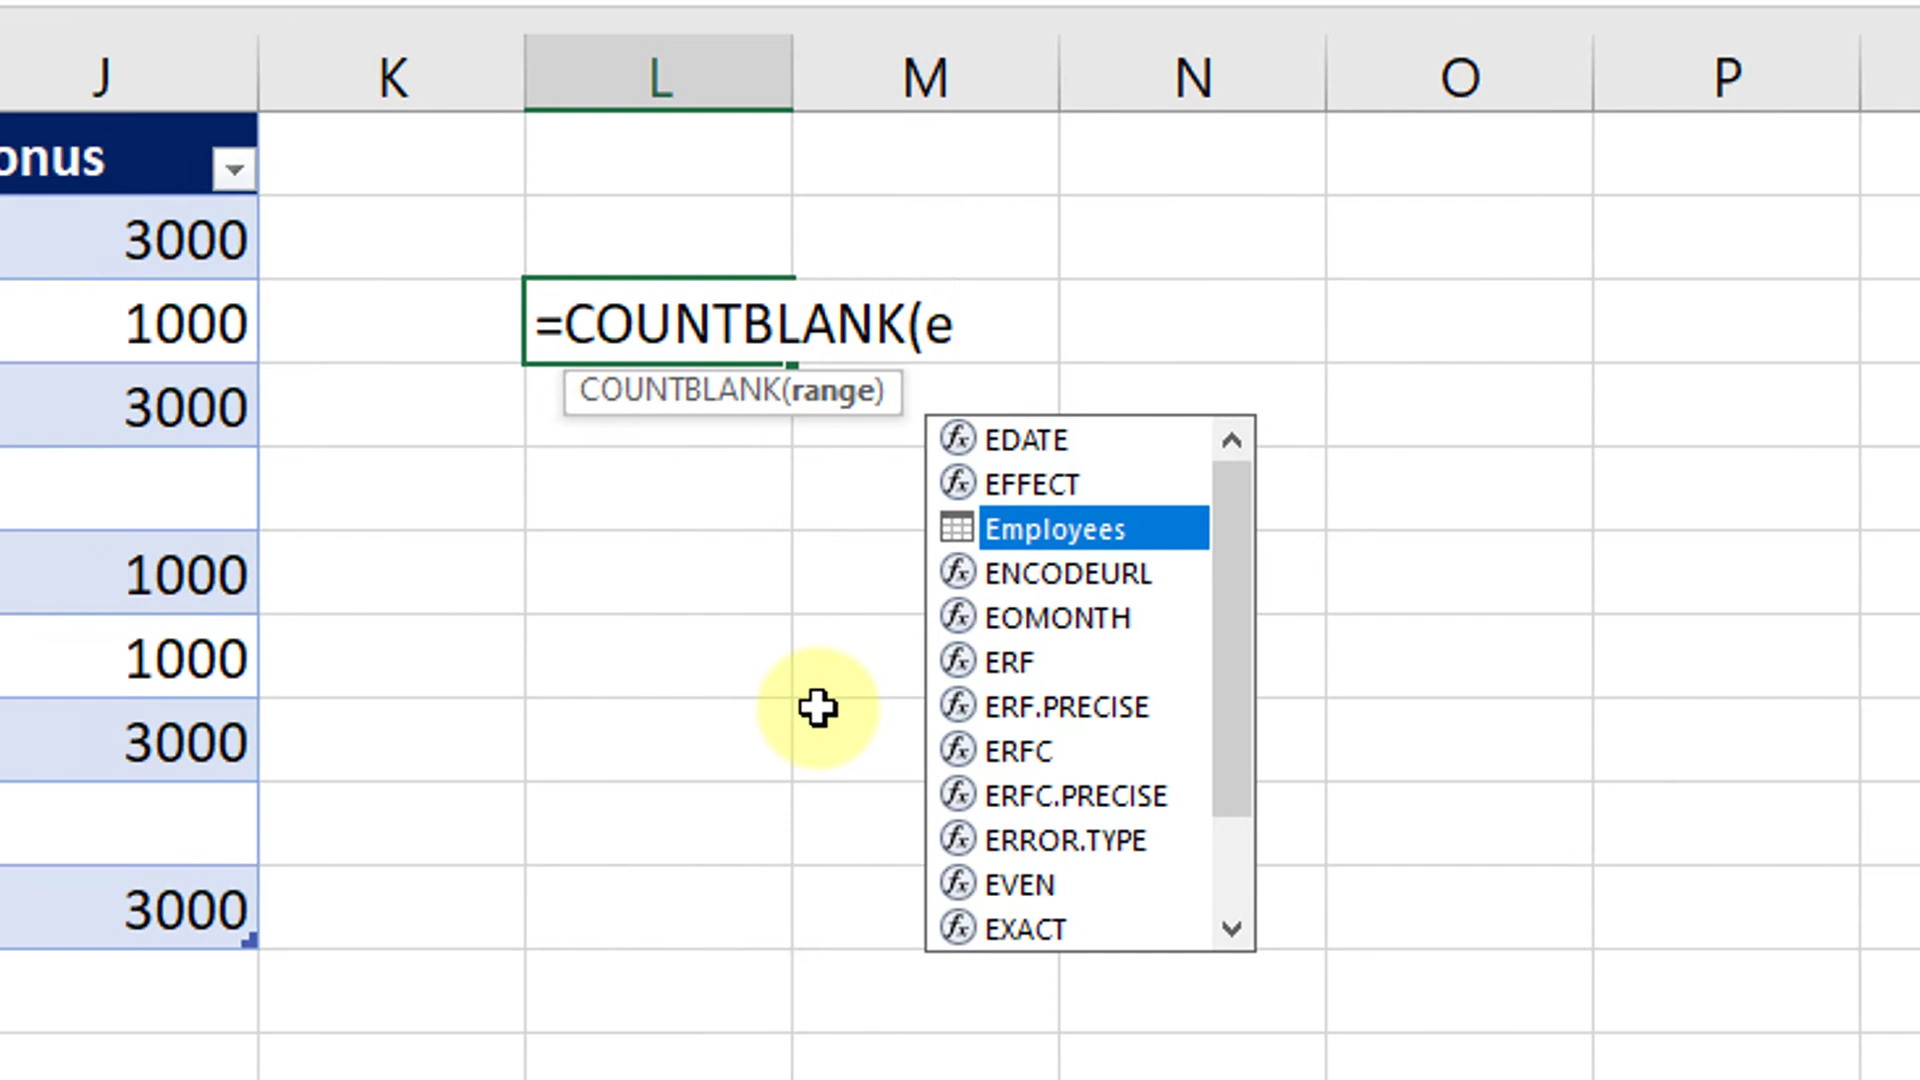 J K L M N O P
onus
3000
1000 =COUNTBLANK(e
COUNTBLANK(range)
3000
EDATE
EFFECT
Employees
1000 ENCODEURL
EOMONTH
1000 ERF
ERF.PRECISE
3000 ERFC
ERFC.PRECISE
ERROR.TYPE
EVEN
3000 EXACT